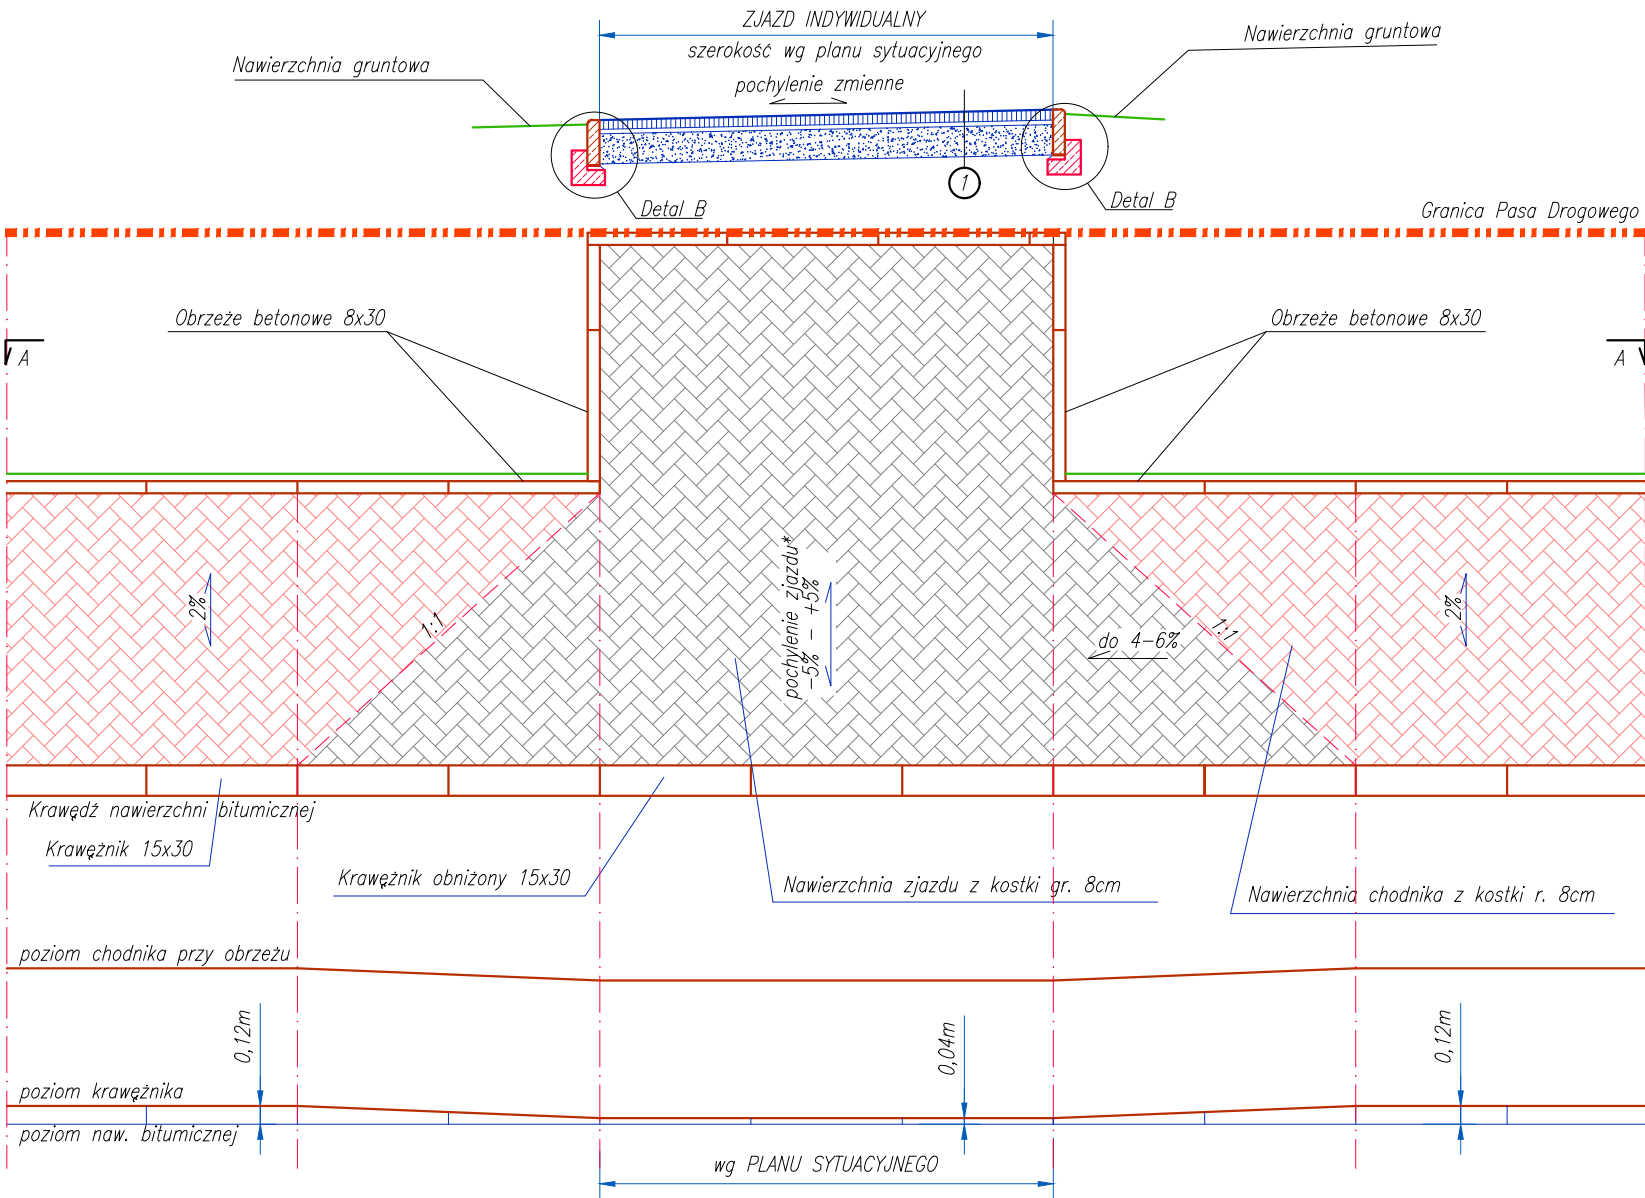 ZJAZD INDYWIDUALNY
szerokość wg planu sytuacyjnego
pochylenie zmienne
Nawierzchnia gruntowa
Nawierzchnia gruntowa
1
Detal B
Detal B
Granica Pasa Drogowego
Obrzeże betonowe 8x30
Obrzeże betonowe 8x30
A
A
2%
1:1
pochylenie zjazdu*
-5% - +5%
do 4-6%
1:1
2%
Krawędź nawierzchni bitumicznej
Krawężnik 15x30
Krawężnik obniżony 15x30
Nawierzchnia zjazdu z kostki gr. 8cm
Nawierzchnia chodnika z kostki r. 8cm
poziom chodnika przy obrzeżu
0,12m
0,04m
0,12m
poziom krawężnika
poziom naw. bitumicznej
wg PLANU SYTUACYJNEGO